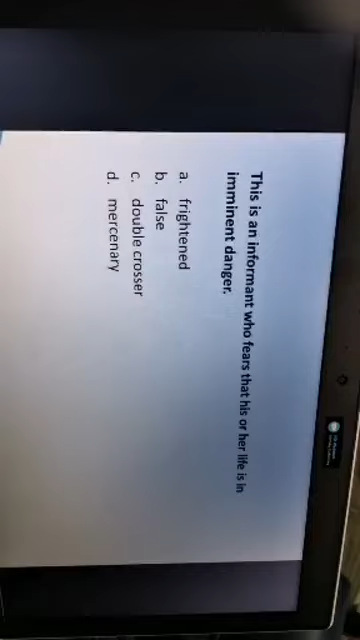 This is an informant who fears that his or her life is in
imminent danger.
a. frightened
b. false
c. double crosser
d. mercenary